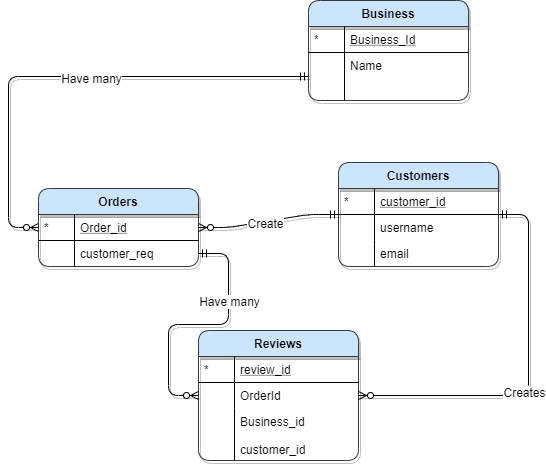 Business
* Business_Id
Name
Have many
Customers
* customer_id
username
email
Orders
* Order_id
customer_req
Create
Have many
Reviews
* review_id
OrderId
Business_id
customer_id
Creates